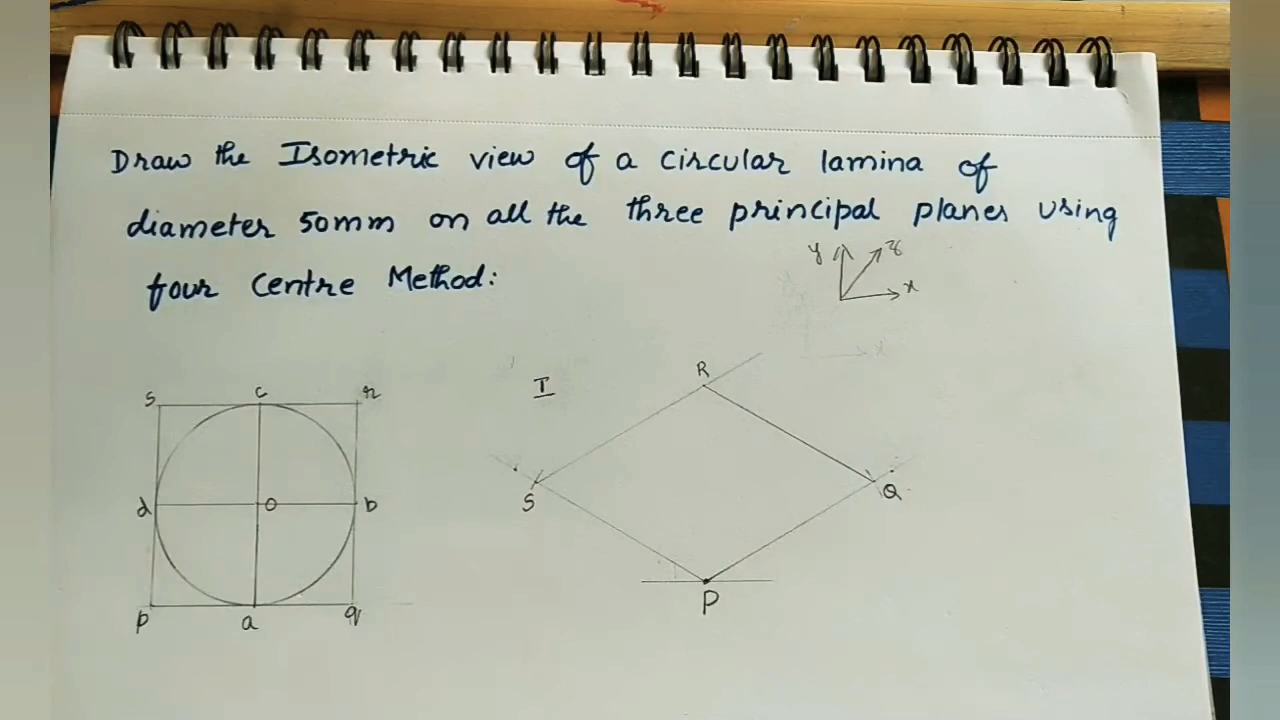 Draw the Isometric view of a circular lamina of
diameter 50mm on all the three principal planes using
four Centre Method:
y z
x
I
R
s c r
S Q
d o b
P
p a q